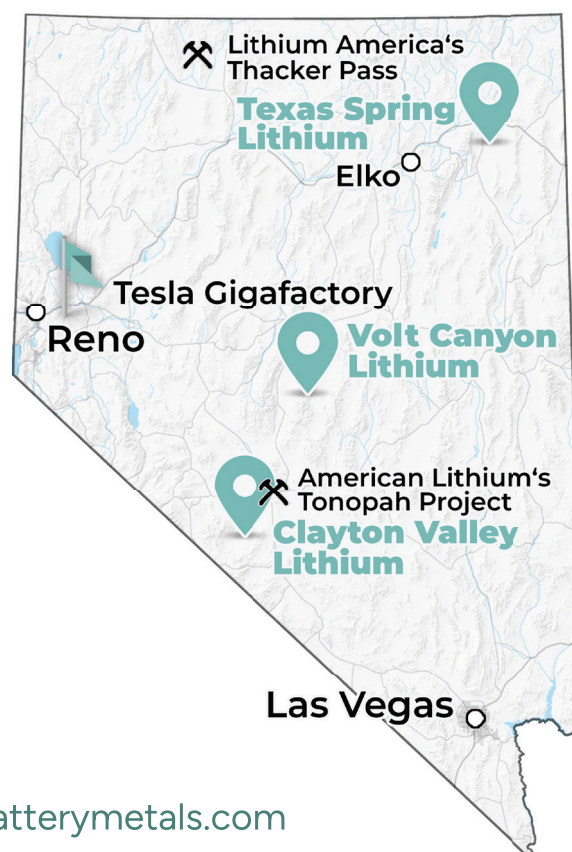 Lithium America‘s
Thacker Pass
Texas Spring
Lithium
Elko
Tesla Gigafactory
Reno
Volt Canyon
Lithium
American Lithium‘s
Tonopah Project
Clayton Valley
Lithium
Las Vegas
atterymetals.com